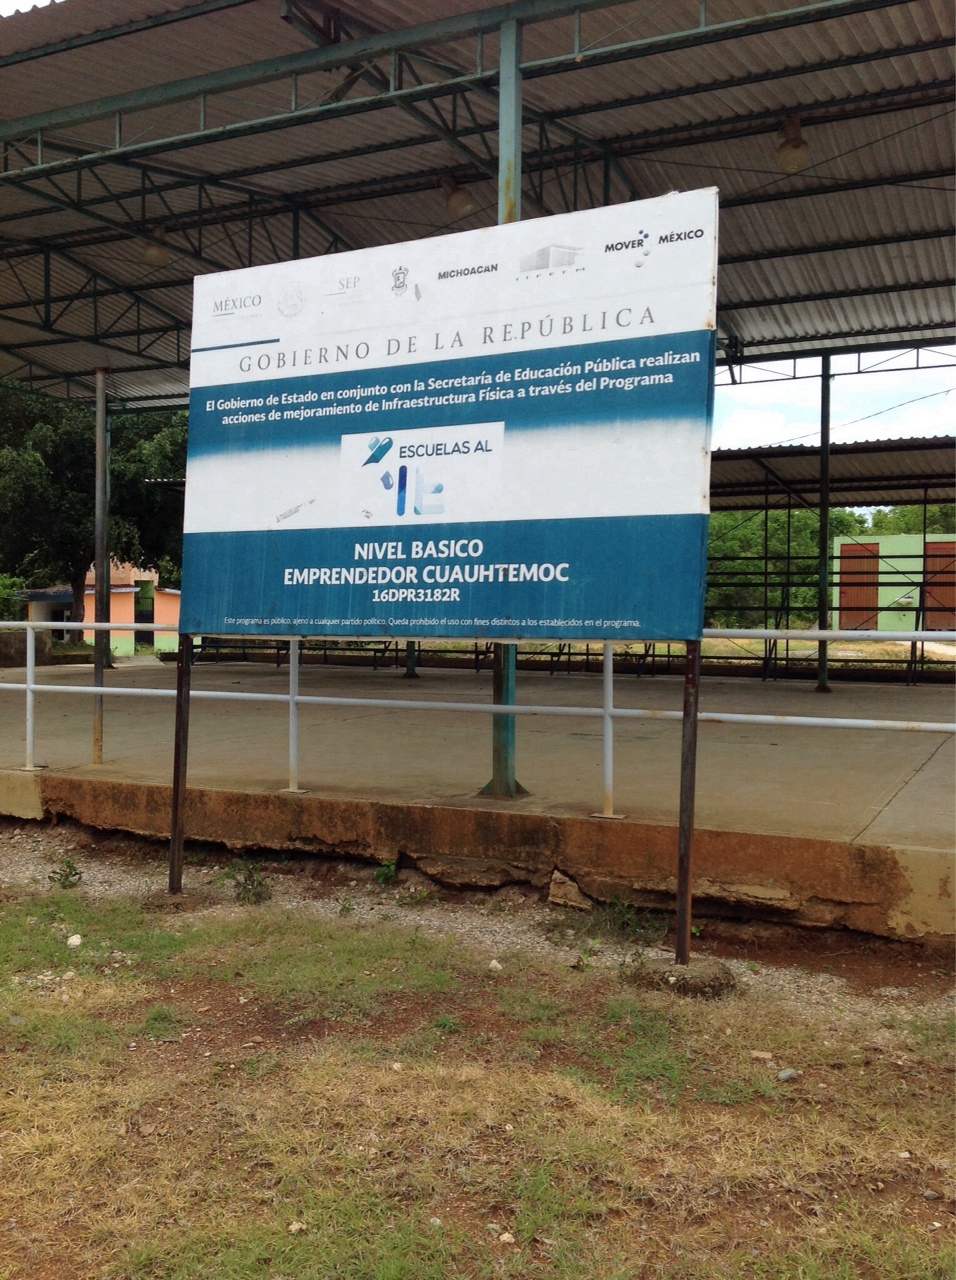 MÉXICO
SEP
MICHOACAN
MOVER MÉXICO
GOBIERNO DE LA REPÚBLICA
El Gobierno de Estado en conjunto con la Secretaría de Educación Pública realizan
acciones de mejoramiento de Infraestructura Física a través del Programa
ESCUELAS AL
NIVEL BASICO
EMPRENDEDOR CUAUHTEMOC
16DPR3182R
Este programa es público, ajeno a cualquier partido político. Queda prohibido el uso con fines distintos a los establecidos en el programa.